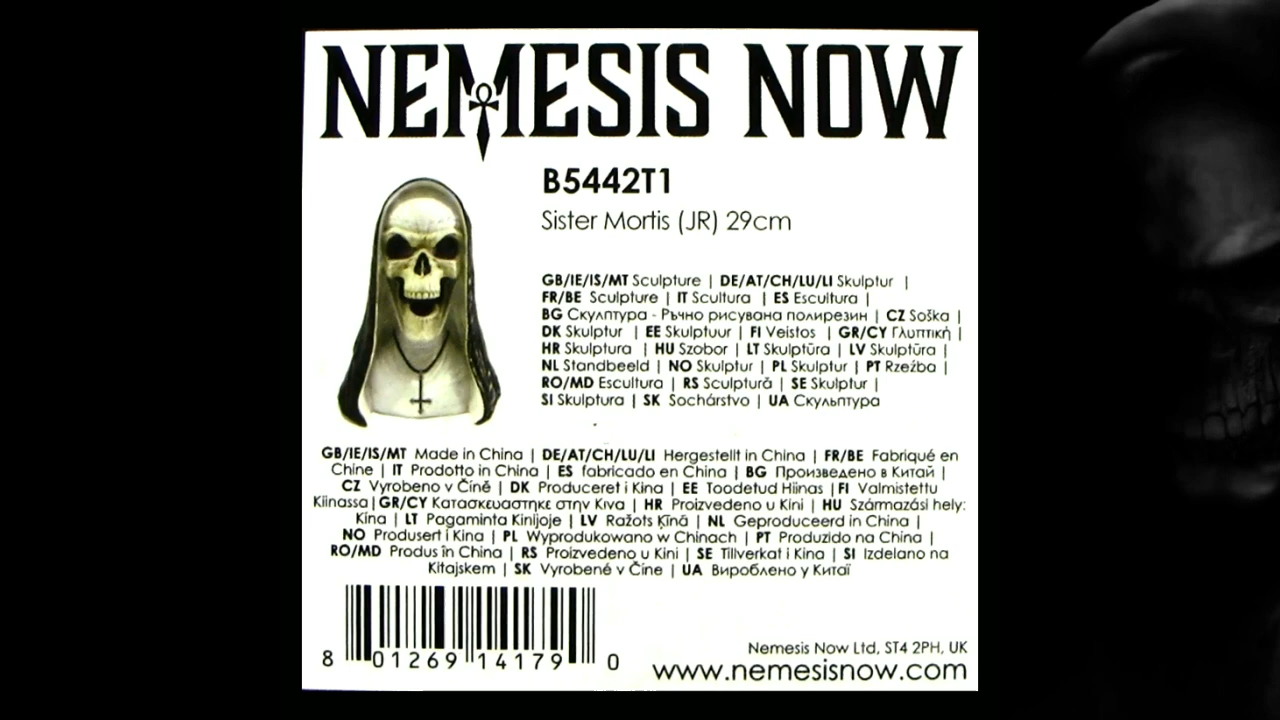 NEMESIS NOW
B5442T1
Sister Mortis (JR) 29cm
GB/IE/IS/MT Sculpture | DE/AT/CH/LU/LI Skulptur |
FR/BE Sculpture | IT Scultura | ES Escultura |
BG Скулптура - Ръчно рисувана полирезин | CZ Soška |
DK Skulptur | EE Skulptuur | FI Veistos | GR/CY Γλυπτική |
HR Skulptura | HU Szobor | LT Skulptūra | LV Skulptūra |
NL Standbeeld | NO Skulptur | PL Skulptur | PT Rzeźba |
RO/MD Escultura | RS Sculptură | SE Skulptur |
SI Skulptura | SK Sochárstvo | UA Скульптура
GB/IE/IS/MT Made in China | DE/AT/CH/LU/LI Hergestellt in China | FR/BE Fabriqué en
Chine | IT Prodotto in China | ES fabricado en China | BG Произведено в Китай |
CZ Vyrobeno v Číně | DK Produceret i Kina | EE Toodetud Hiinas | FI Valmistettu
Kiinassa | GR/CY Κατασκευαστηκε στην Κινα | HR Proizvedeno u Kini | HU Származási hely:
Kína | LT Pagaminta Kinijoje | LV Ražots Ķīnā | NL Geproduceerd in China |
NO Produsert i Kina | PL Wyprodukowano w Chinach | PT Produzido na China |
RO/MD Produs în China | RS Proizvedeno u Kini | SE Tillverkat i Kina | SI Izdelano na
Kitajskem | SK Vyrobené v Číne | UA Вироблено у Китаї
8 01269 14179 0
Nemesis Now Ltd, ST4 2PH, UK
www.nemesisnow.com